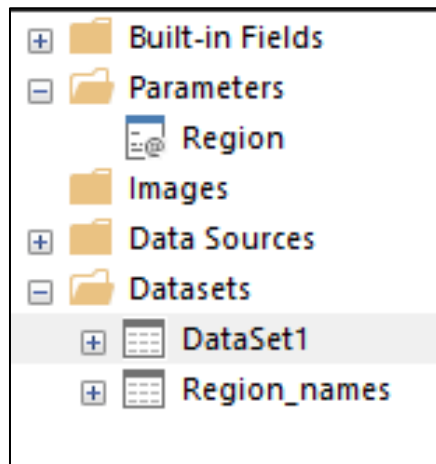 Built-in Fields
Parameters
Region
Images
Data Sources
Datasets
DataSet1
Region_names